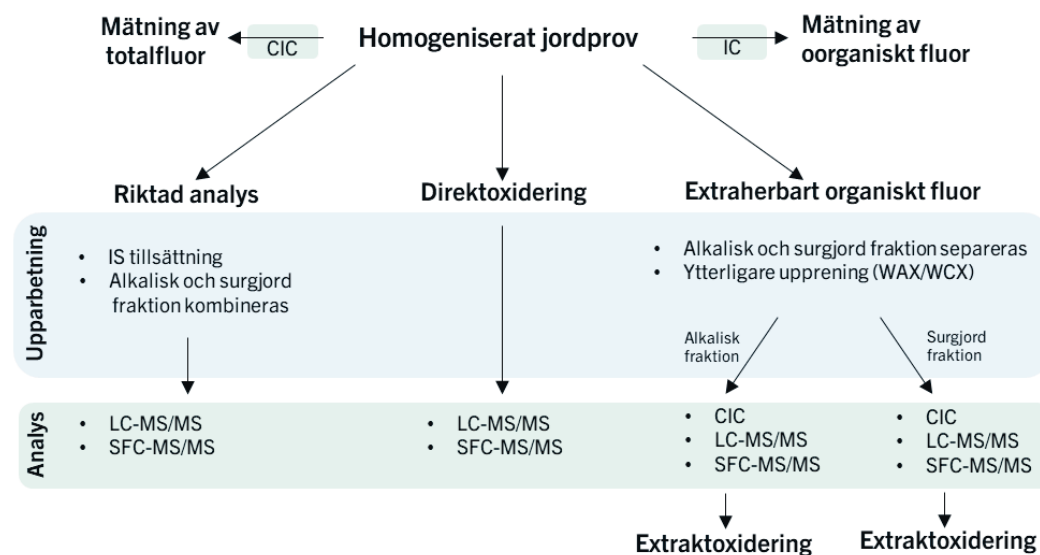 Mätning av
totalfluor
CIC
Homogeniserat jordprov
IC
Mätning av
oorganiskt fluor
Riktad analys
Direktoxidering
Extraherbart organiskt fluor
Upparbetning
• IS tillsättning
• Alkalisk och surgjord
fraktion kombineras
• Alkalisk och surgjord fraktion separeras
• Ytterligare upprening (WAX/WCX)
Alkalisk
fraktion
Surgjord
fraktion
Analys
• LC-MS/MS
• SFC-MS/MS
• LC-MS/MS
• SFC-MS/MS
• CIC
• LC-MS/MS
• SFC-MS/MS
• CIC
• LC-MS/MS
• SFC-MS/MS
Extraktoxidering
Extraktoxidering